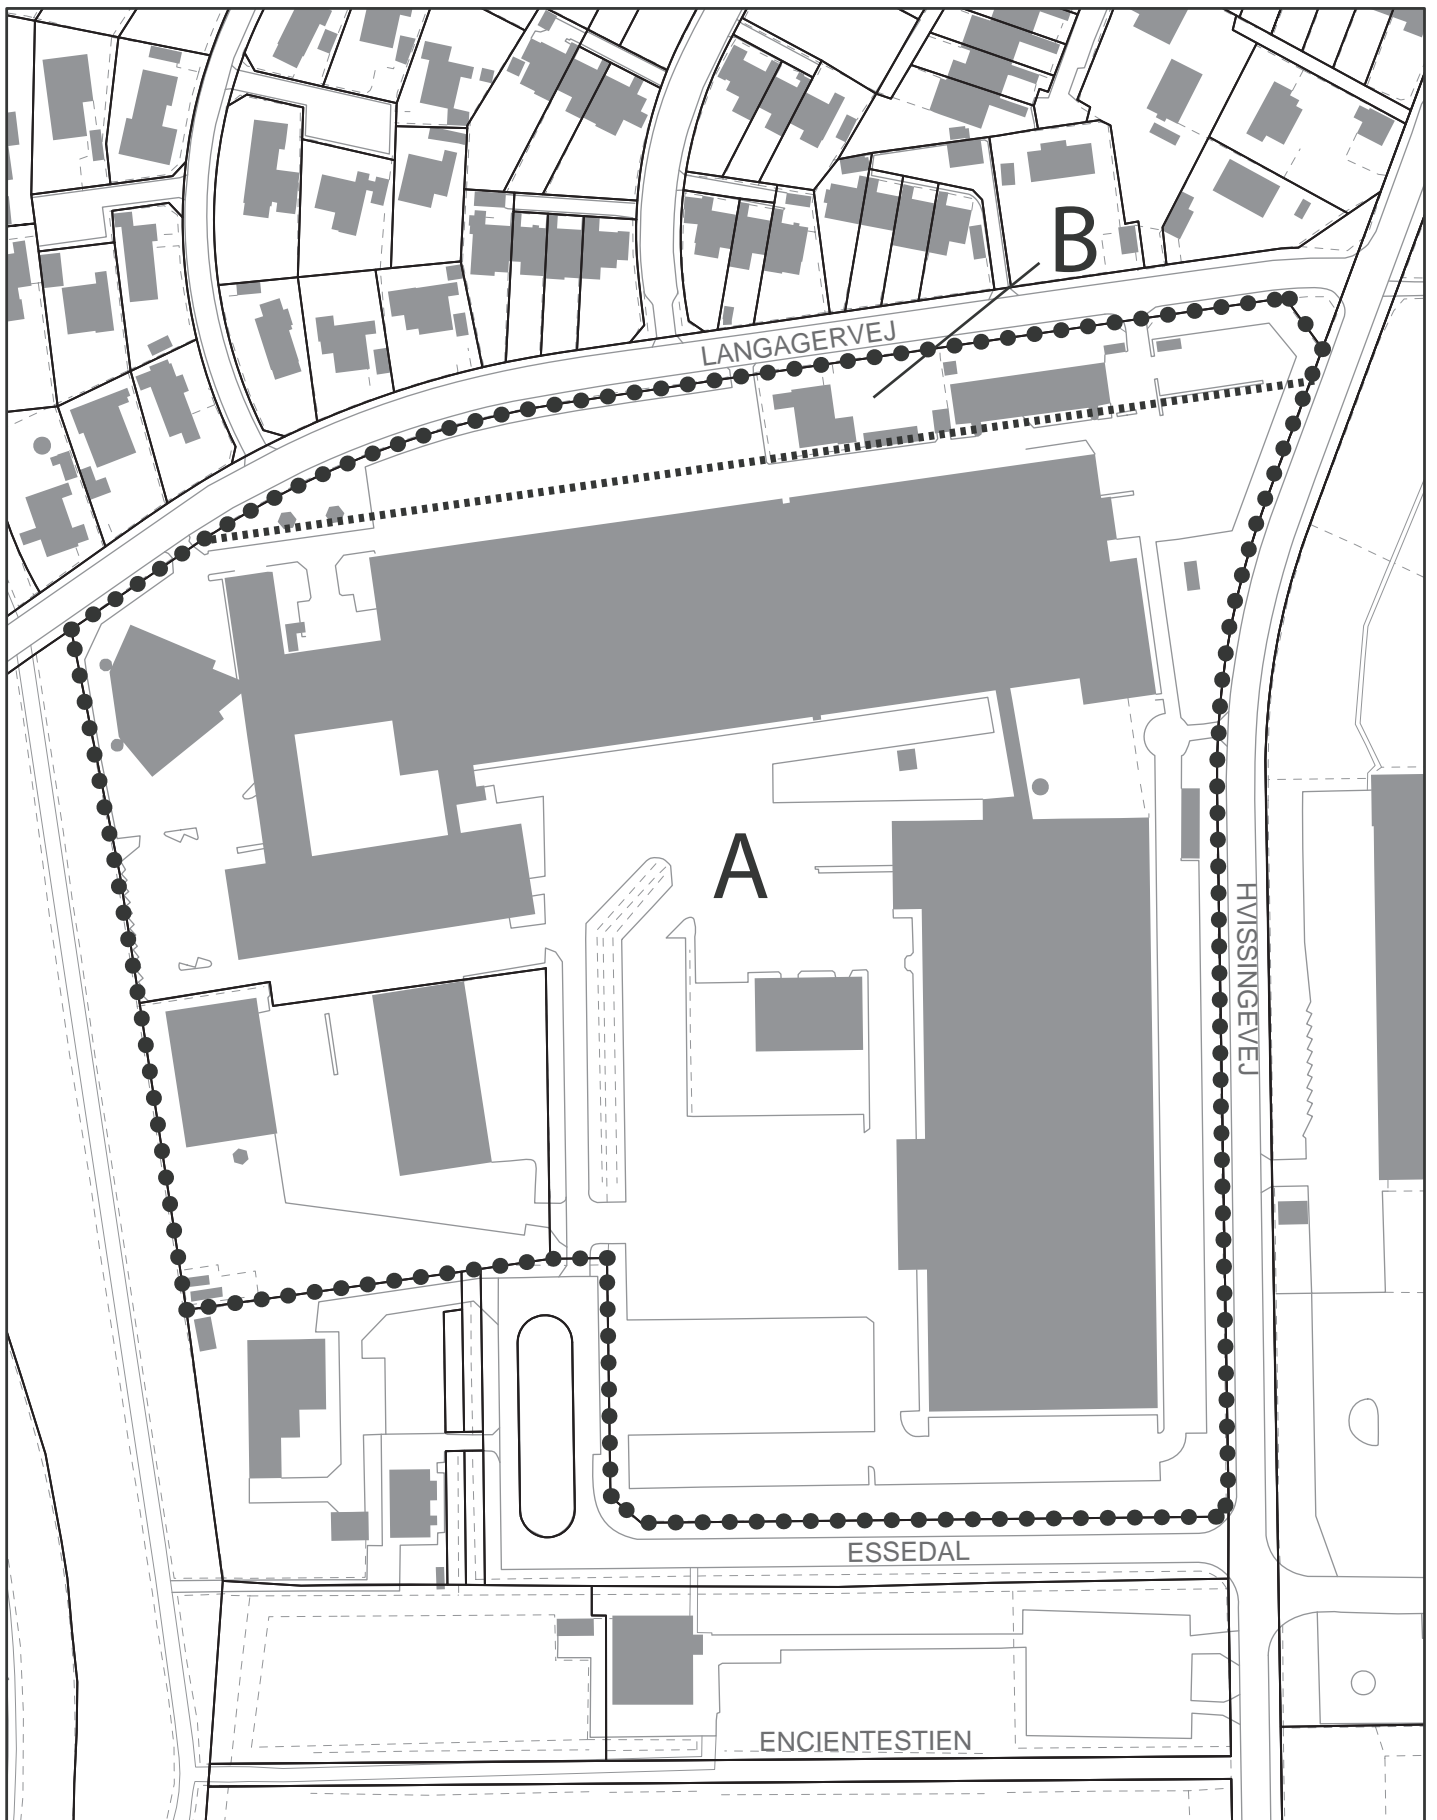 B
LANGAGERVEJ
A
HVISSINGEVEJ
ESSEDAL
ENCIENTESTIEN